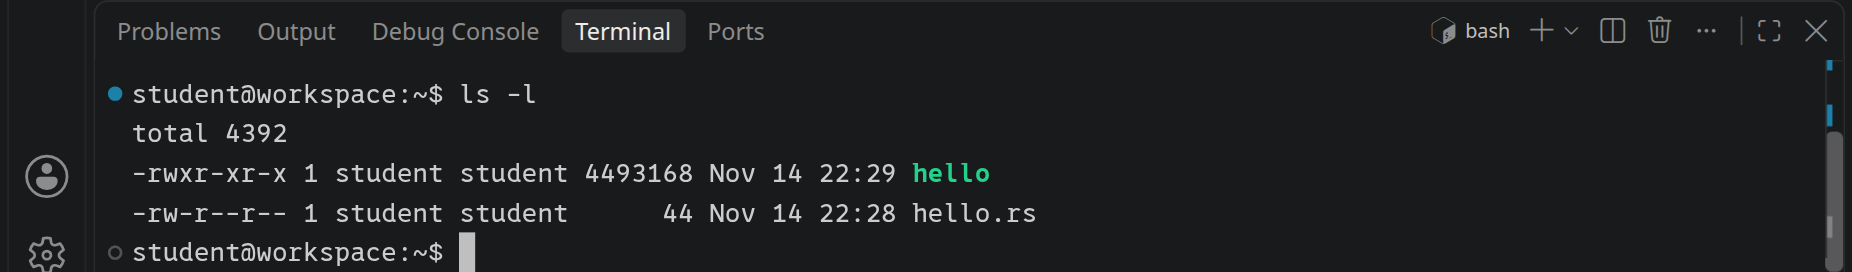 Problems Output Debug Console Terminal Ports bash
student@workspace:~$ ls -l
total 4392
-rwxr-xr-x 1 student student 4493168 Nov 14 22:29 hello
-rw-r--r-- 1 student student      44 Nov 14 22:28 hello.rs
student@workspace:~$